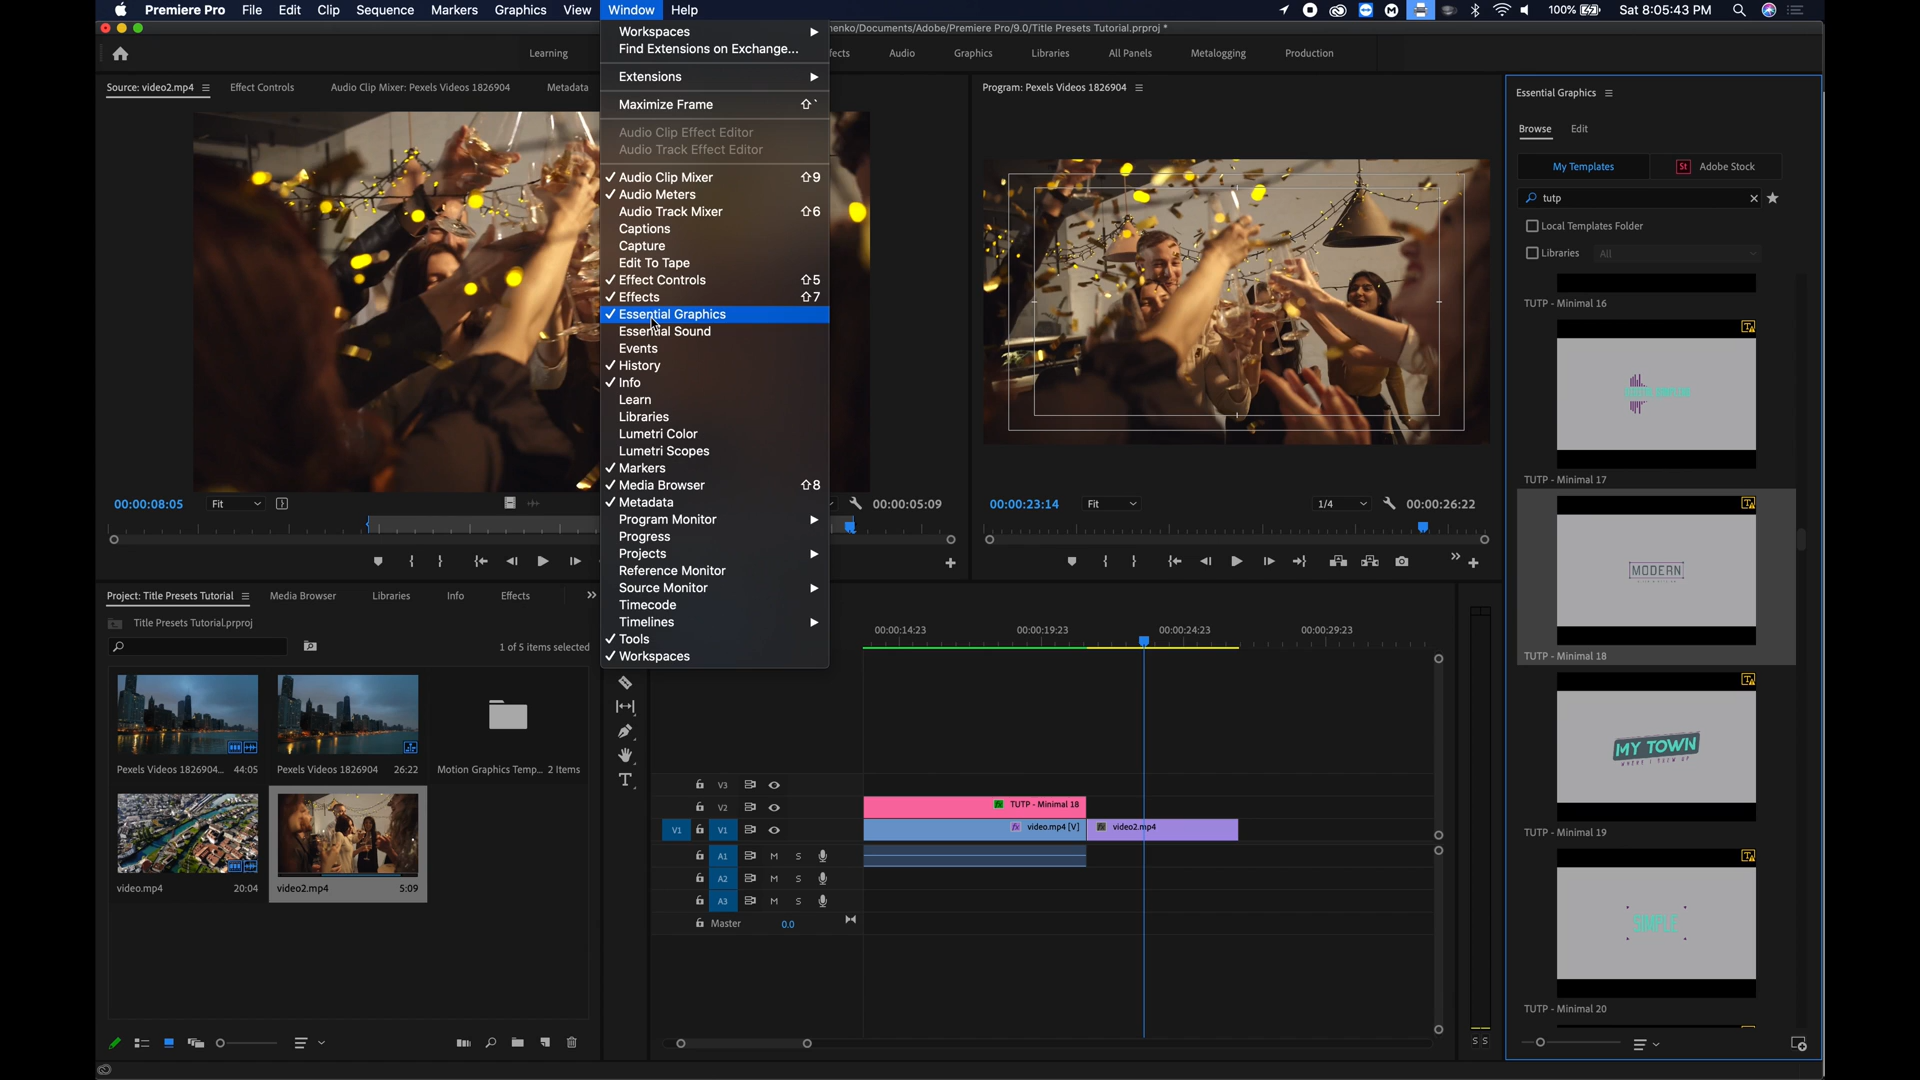 Premiere Pro File Edit Clip Sequence Markers Graphics View Window Help
100% Sat 8:05:43 PM
enko/Documents/Adobe/Premiere Pro/9.0/Title Presets Tutorial.prproj *
Learning
Audio Graphics Libraries All Panels Metalogging Production
Workspaces
Find Extensions on Exchange...
Extensions
Maximize Frame
Audio Clip Effect Editor
Audio Track Effect Editor
Audio Clip Mixer ⇧9
Audio Meters
Audio Track Mixer ⇧6
Captions
Capture
Edit To Tape
Effect Controls ⇧5
Effects ⇧7
Essential Graphics
Essential Sound
Events
History
Info
Learn
Libraries
Lumetri Color
Lumetri Scopes
Markers
Media Browser ⇧8
Metadata
Program Monitor
Progress
Projects
Reference Monitor
Source Monitor
Timecode
Timelines
Tools
Workspaces
Source: video2.mp4
Effect Controls
Audio Clip Mixer: Pexels Videos 1826904
Metadata
00:00:08:05
Fit
00:00:05:09
Program: Pexels Videos 1826904
00:00:23:14
Fit
1/4
00:00:26:22
Project: Title Presets Tutorial
Media Browser
Libraries
Info
Effects
Title Presets Tutorial.prproj
1 of 5 items selected
Pexels Videos 1826904... 44:05
Pexels Videos 1826904 26:22
Motion Graphics Temp... 2 Items
video.mp4 20:04
video2.mp4 5:09
00:00:14:23
00:00:19:23
00:00:24:23
00:00:29:23
V3
V2
TUTP - Minimal 18
V1 V1
video.mp4 [V]
video2.mp4
A1 M S
A2 M S
A3 M S
Master 0.0
S S
Essential Graphics
Browse Edit
My Templates
St Adobe Stock
tutp
Local Templates Folder
Libraries All
TUTP - Minimal 16
TUTP - Minimal 17
MODERN
TUTP - Minimal 18
MY TOWN
TUTP - Minimal 19
SIMPLE
TUTP - Minimal 20